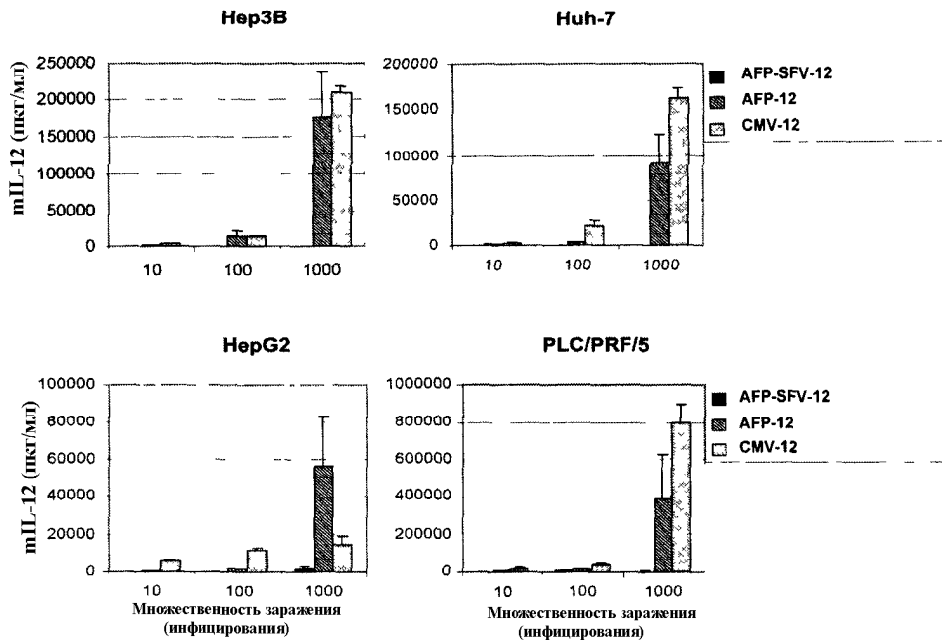 Hep3B
Huh-7
mIL-12 (пкг/мл)
250000
200000
150000
100000
50000
0
10
100
1000
200000
150000
100000
50000
0
10
100
1000
AFP-SFV-12
AFP-12
CMV-12
HepG2
PLC/PRF/5
mIL-12 (пкг/мл)
100000
80000
60000
40000
20000
0
10
100
1000
Множественность заражения
(инфицирования)
1000000
800000
600000
400000
200000
0
10
100
1000
Множественность заражения
(инфицирования)
AFP-SFV-12
AFP-12
CMV-12